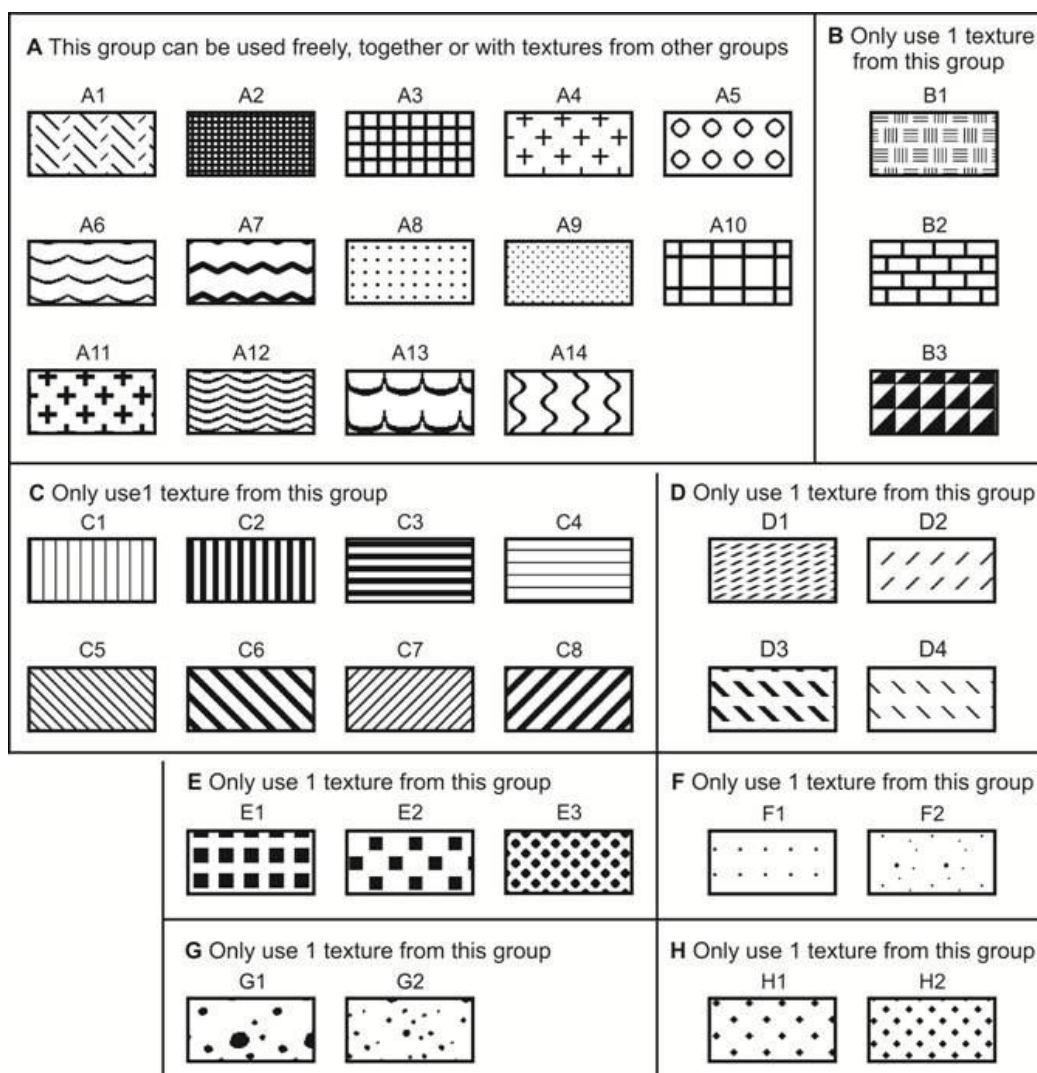 A This group can be used freely, together or with textures from other groups
A1 A2 A3 A4 A5
A6 A7 A8 A9 A10
A11 A12 A13 A14
B Only use 1 texture
from this group
B1
B2
B3
C Only use1 texture from this group
C1 C2 C3 C4
C5 C6 C7 C8
D Only use 1 texture from this group
D1 D2
D3 D4
E Only use 1 texture from this group
E1 E2 E3
F Only use 1 texture from this group
F1 F2
G Only use 1 texture from this group
G1 G2
H Only use 1 texture from this group
H1 H2